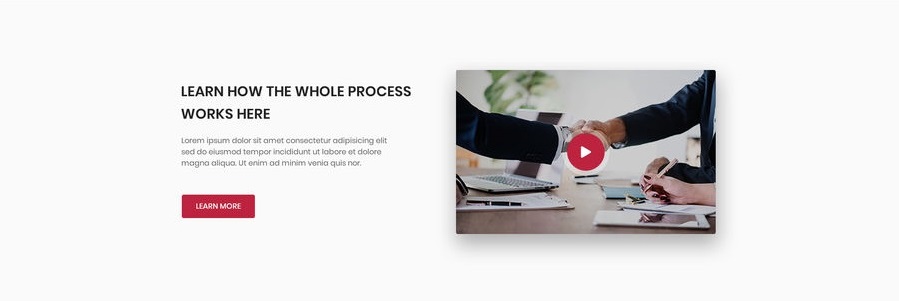 LEARN HOW THE WHOLE PROCESS
WORKS HERE
Lorem ipsum dolor sit amet consectetur adipisicing elit
sed do eiusmod tempor incididunt ut labore et dolore
magna aliqua. Ut enim ad minim venia quis nor.
LEARN MORE